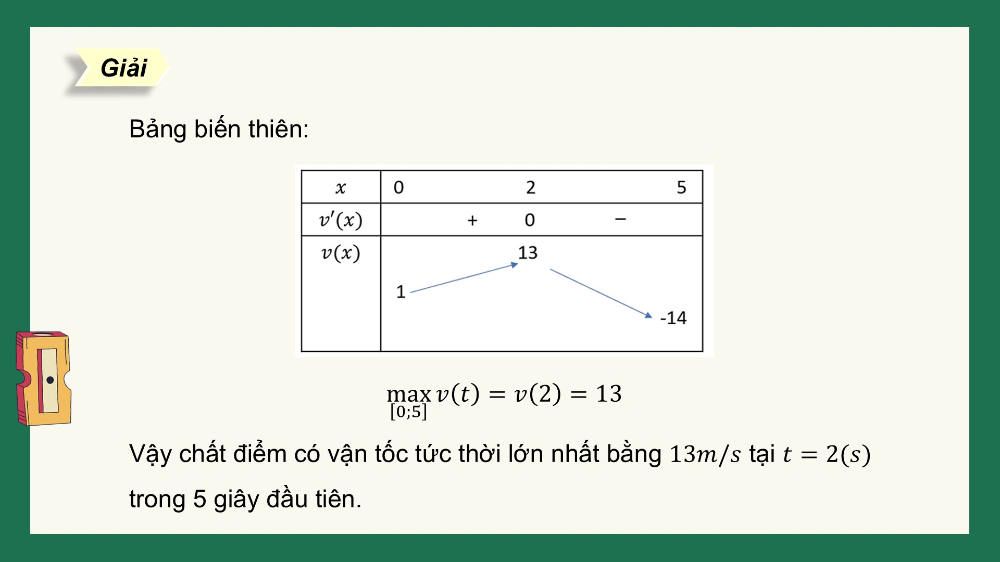 Giải
Bảng biến thiên:
x 0 2 5
v′(x) + 0 −
v(x) 13
1
-14
max v(t) = v(2) = 13
[0;5]
Vậy chất điểm có vận tốc tức thời lớn nhất bằng 13m/s tại t = 2(s)
trong 5 giây đầu tiên.